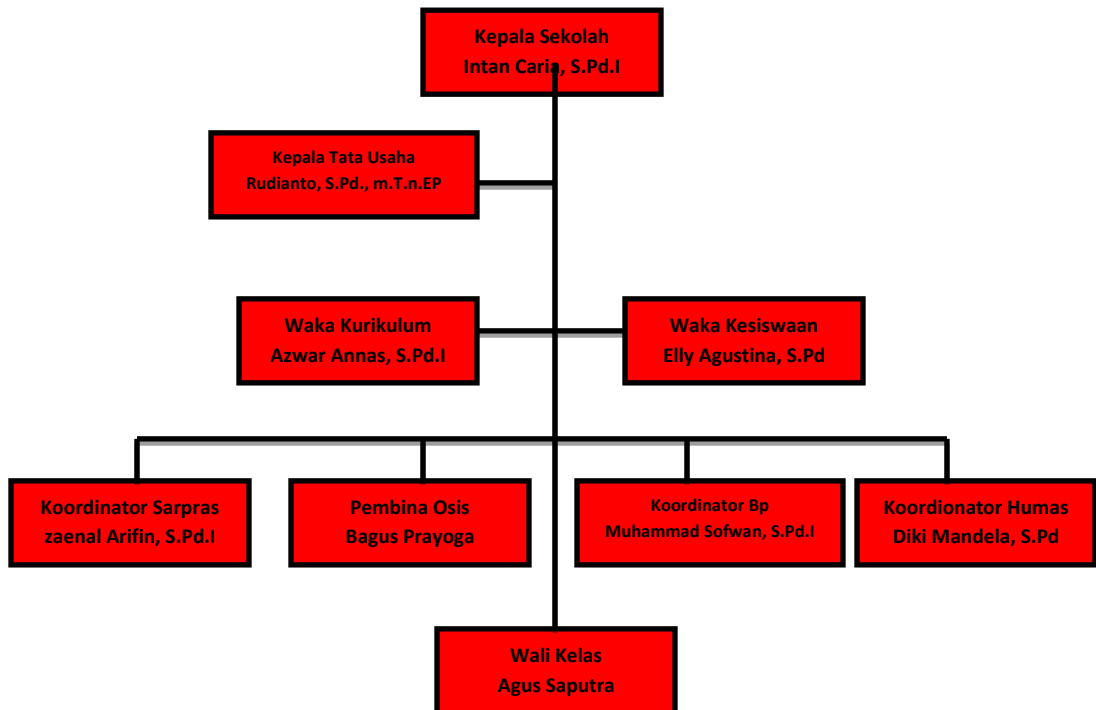 Kepala Sekolah
Intan Caria, S.Pd.I
Kepala Tata Usaha
Rudianto, S.Pd., m.T.n.EP
Waka Kurikulum
Azwar Annas, S.Pd.I
Waka Kesiswaan
Elly Agustina, S.Pd
Koordinator Sarpras
zaenal Arifin, S.Pd.I
Pembina Osis
Bagus Prayoga
Koordinator Bp
Muhammad Sofwan, S.Pd.I
Koordionator Humas
Diki Mandela, S.Pd
Wali Kelas
Agus Saputra